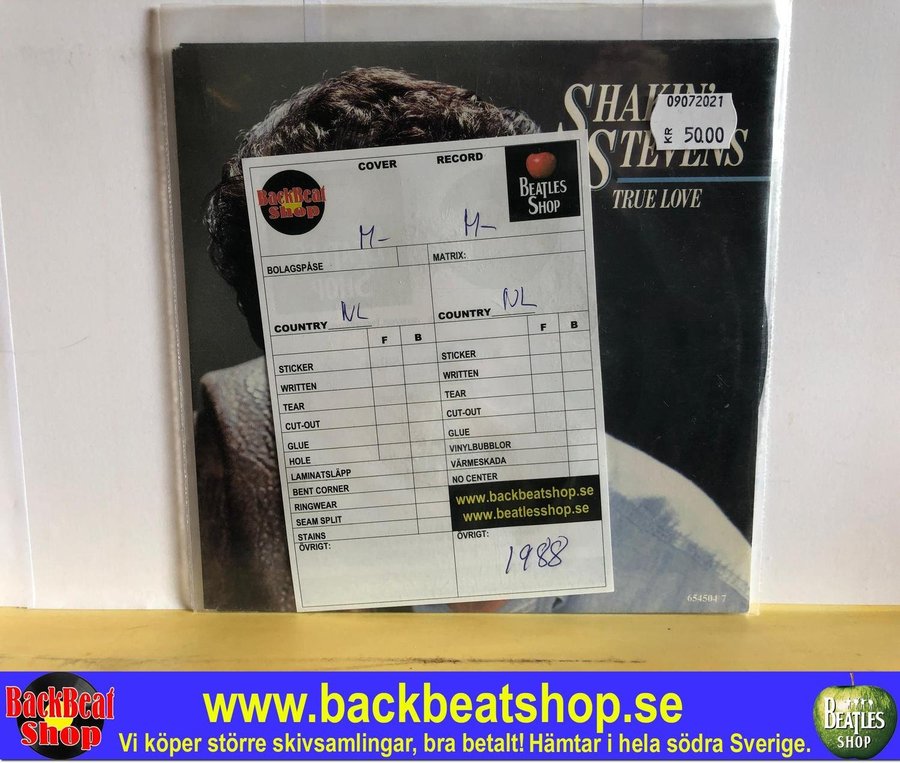 SHAKIN'
STEVENS
TRUE LOVE
09072021
KR 50.00
COVER RECORD
BackBeat
Shop
BEATLES
SHOP
M- M-
BOLAGSPÅSE MATRIX:
NL NL
COUNTRY COUNTRY
F B F B
STICKER STICKER
WRITTEN WRITTEN
TEAR TEAR
CUT-OUT CUT-OUT
GLUE GLUE
HOLE VINYLBUBBLOR
LAMINATSLÄPP VÄRMESKADA
BENT CORNER NO CENTER
RINGWEAR
SEAM SPLIT
STAINS
www.backbeatshop.se
www.beatlesshop.se
ÖVRIGT: ÖVRIGT:
1988
654504 7
BackBeat
Shop
www.backbeatshop.se
Vi köper större skivsamlingar, bra betalt! Hämtar i hela södra Sverige.
BEATLES
SHOP